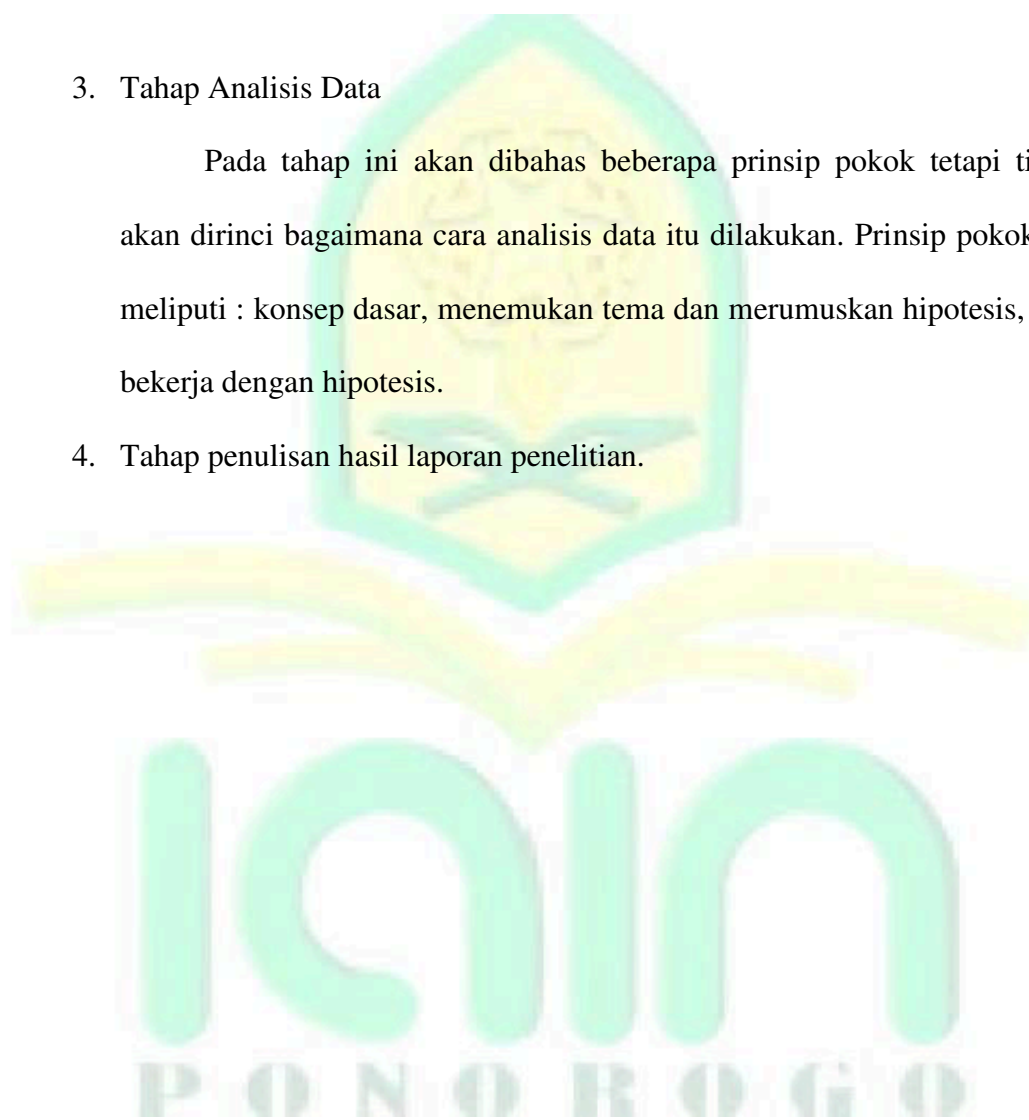 3. Tahap Analisis Data
Pada tahap ini akan dibahas beberapa prinsip pokok tetapi ti
akan dirinci bagaimana cara analisis data itu dilakukan. Prinsip pokok
meliputi : konsep dasar, menemukan tema dan merumuskan hipotesis,
bekerja dengan hipotesis.
4. Tahap penulisan hasil laporan penelitian.
iain
PONOROGO